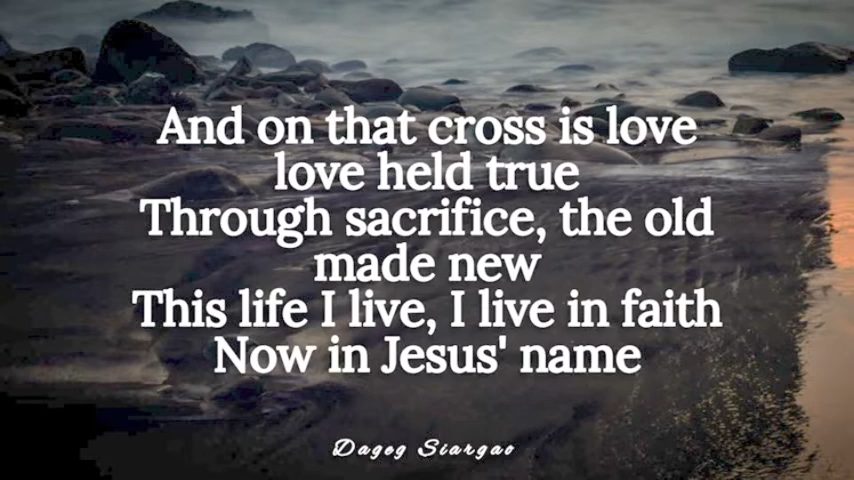 And on that cross is love
love held true
Through sacrifice, the old
made new
This life I live, I live in faith
Now in Jesus' name
Dagog Siargao